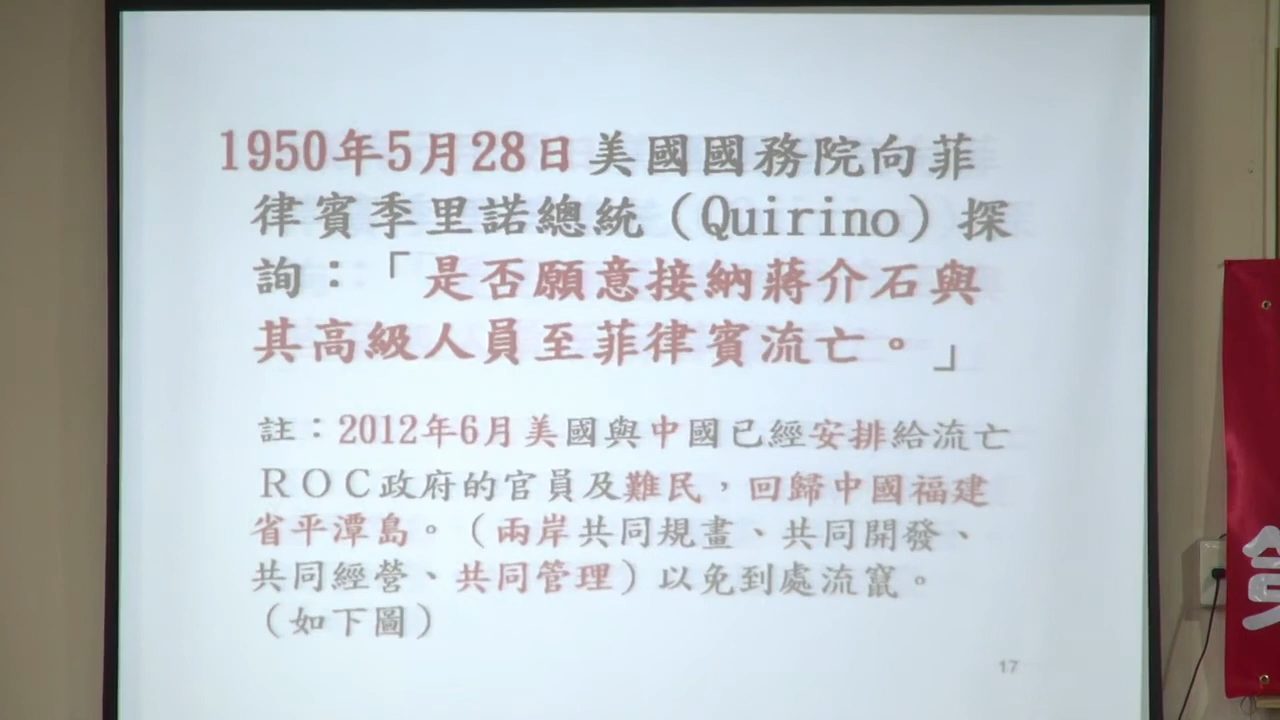 1950年5月28日美國國務院向菲
律賓季里諾總統（Quirino）探
詢：「是否願意接納蔣介石與
其高級人員至菲律賓流亡。」
註：2012年6月美國與中國已經安排給流亡
ＲＯＣ政府的官員及難民，回歸中國福建
省平潭島。（兩岸共同規畫、共同開發、
共同經營、共同管理）以免到處流竄。
（如下圖）
17